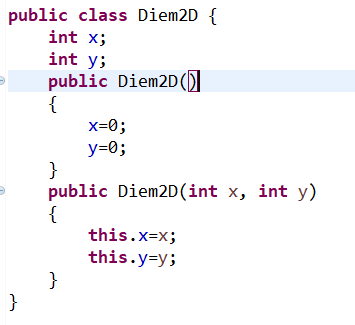 public class Diem2D {
    int x;
    int y;
    public Diem2D()
    {
        x=0;
        y=0;
    }
    public Diem2D(int x, int y)
    {
        this.x=x;
        this.y=y;
    }
}